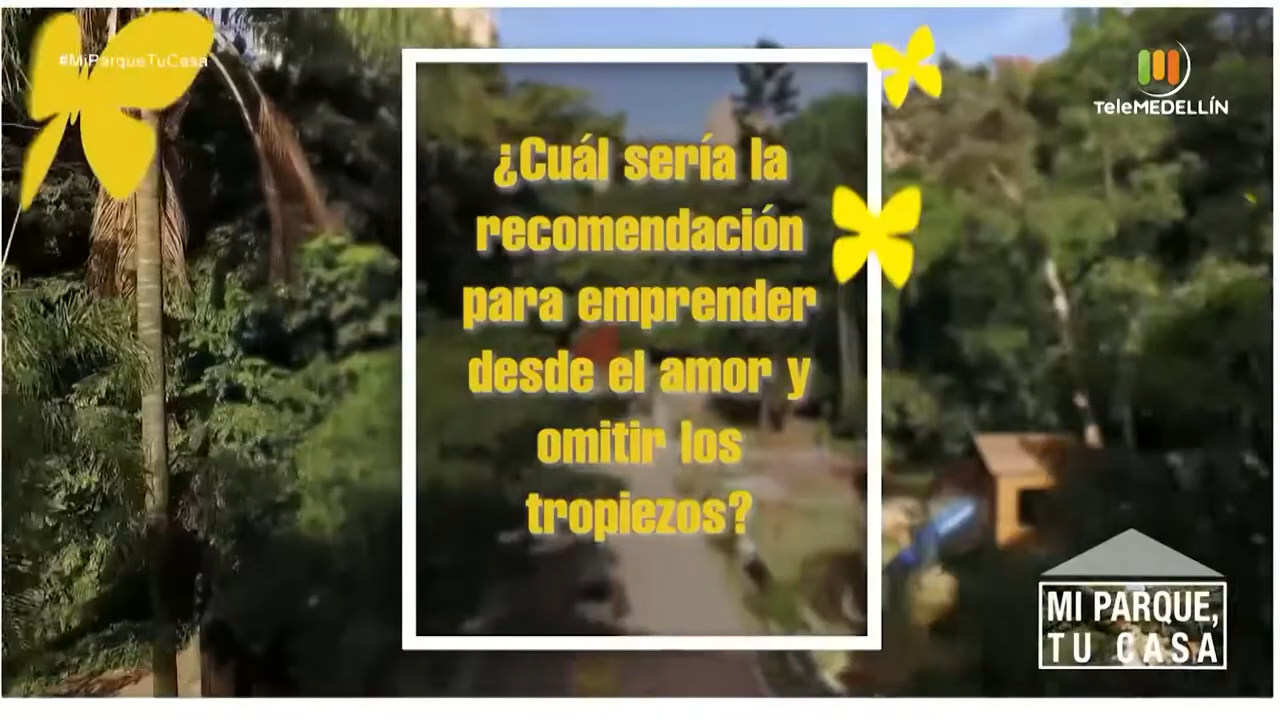 #MiParqueTuCasa
TeleMEDELLÍN
¿Cuál sería la
recomendación
para emprender
desde el amor y
omitir los
tropiezos?
MI PARQUE,
TU CASA